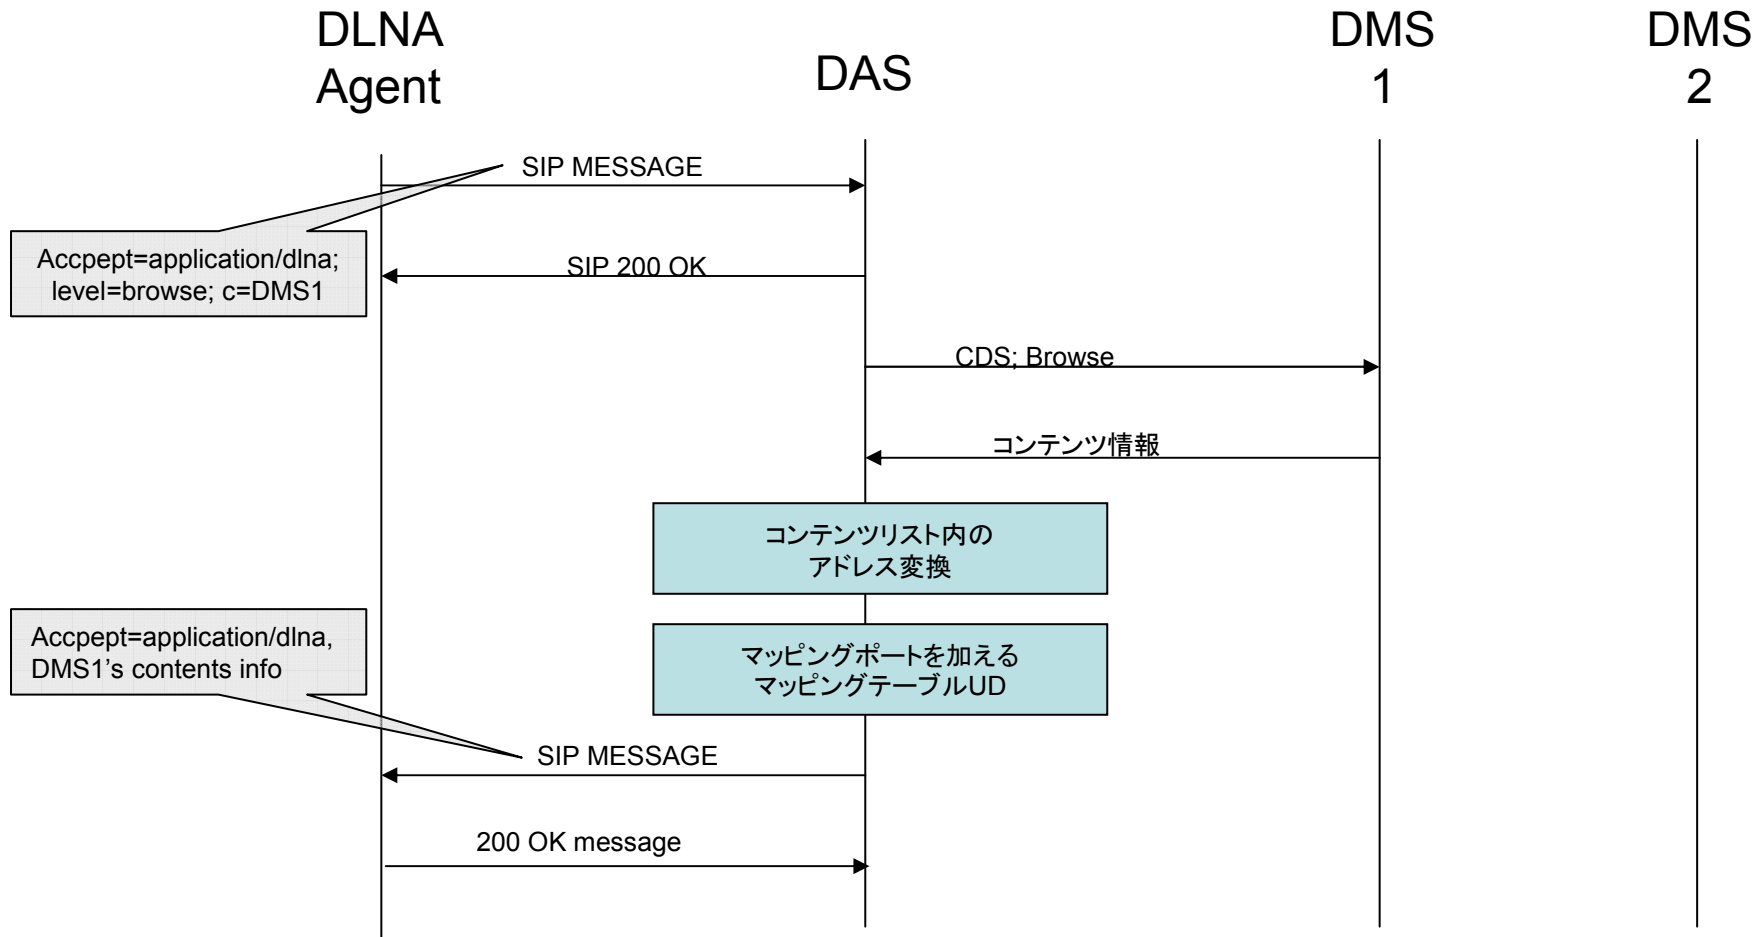 DLNA
Agent
DAS
DMS
1
DMS
2
SIP MESSAGE
Accpept=application/dlna;
level=browse; c=DMS1
SIP 200 OK
CDS; Browse
コンテンツ情報
コンテンツリスト内の
アドレス変換
Accpept=application/dlna,
DMS1’s contents info
マッピングポートを加える
マッピングテーブルUD
SIP MESSAGE
200 OK message